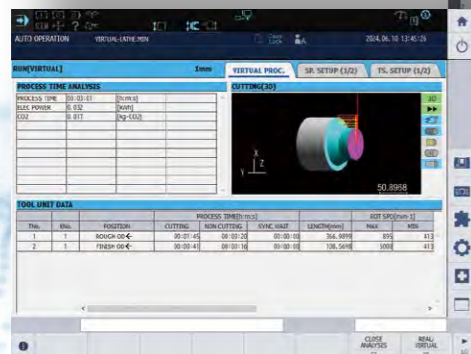 AUTO OPERATION VIRTUAL-LATHE.MIN 2024.06.10 13:45:26
RUN[VIRTUAL] 1mm VIRTUAL PROC. SP. SETUP (1/2) TS. SETUP (1/2)
PROCESS TIME ANALYSIS CUTTING(3D)
PROCESS TIME 00:03:01 [h:m:s]
ELEC POWER 0.032 [kWh]
CO2 0.017 [kg-CO2]
3D
X
Z
Y
50.8958
TOOL UNIT DATA
PROCESS TIME[h:m:s] ROT SPD[min-1]
TNo. ENo. POSITION CUTTING NON CUTTING SYNC WAIT LENGTH[mm] MAX MIN
1 1 ROUGH OD← 00:01:45 00:00:20 00:00:00 366.9899 895 413
2 1 FINISH OD← 00:00:41 00:00:16 00:00:00 108.5698 5000 413
CLOSE ANALYSIS REAL/VIRTUAL